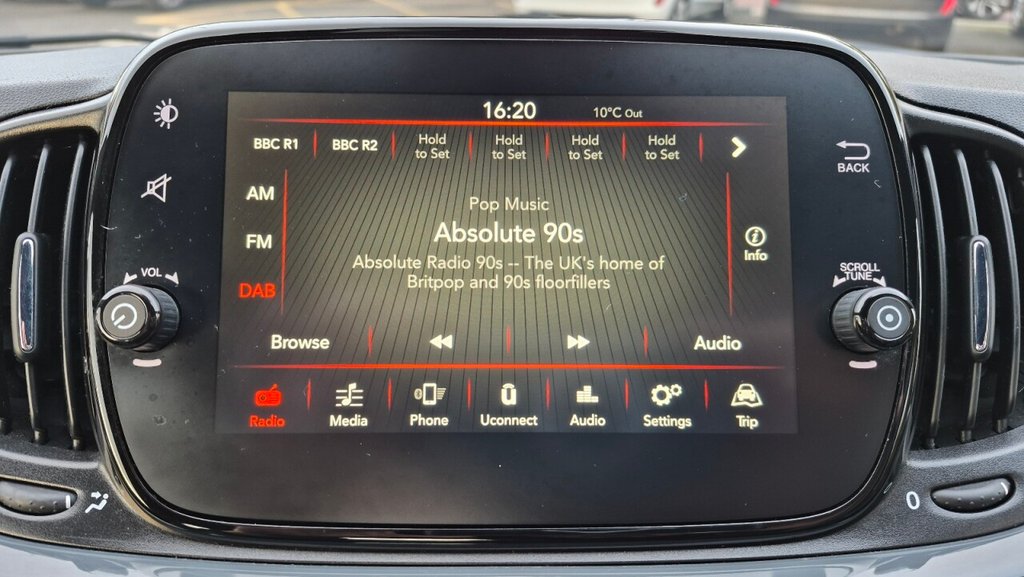 16:20 10°C Out
BBC R1 BBC R2 Hold to Set Hold to Set Hold to Set Hold to Set
AM
FM
DAB
Pop Music
Absolute 90s
Absolute Radio 90s -- The UK's home of
Britpop and 90s floorfillers
i
Info
Browse Audio
Radio Media Phone Uconnect Audio Settings Trip
VOL
BACK
SCROLL
TUNE
0